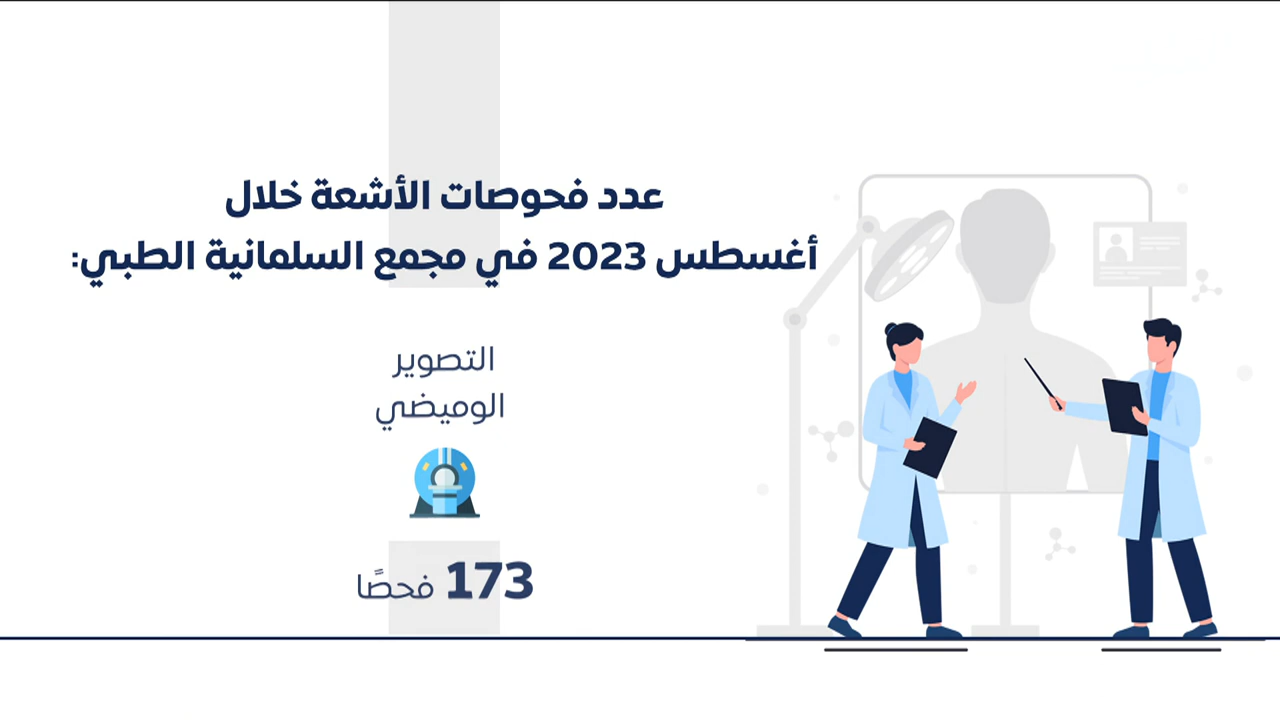 عدد فحوصات الأشعة خلال
أغسطس 2023 في مجمع السلمانية الطبي:
التصوير
الوميضي
173 فحصًا